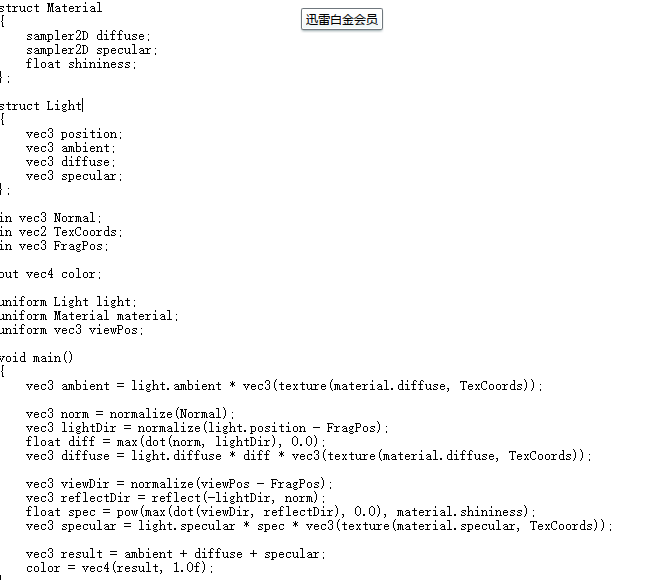 struct Material
迅雷白金会员
{
    sampler2D diffuse;
    sampler2D specular;
    float shininess;
};

struct Light
{
    vec3 position;
    vec3 ambient;
    vec3 diffuse;
    vec3 specular;
};

in vec3 Normal;
in vec2 TexCoords;
in vec3 FragPos;

out vec4 color;

uniform Light light;
uniform Material material;
uniform vec3 viewPos;

void main()
{
    vec3 ambient = light.ambient * vec3(texture(material.diffuse, TexCoords));

    vec3 norm = normalize(Normal);
    vec3 lightDir = normalize(light.position - FragPos);
    float diff = max(dot(norm, lightDir), 0.0);
    vec3 diffuse = light.diffuse * diff * vec3(texture(material.diffuse, TexCoords));

    vec3 viewDir = normalize(viewPos - FragPos);
    vec3 reflectDir = reflect(-lightDir, norm);
    float spec = pow(max(dot(viewDir, reflectDir), 0.0), material.shininess);
    vec3 specular = light.specular * spec * vec3(texture(material.specular, TexCoords));

    vec3 result = ambient + diffuse + specular;
    color = vec4(result, 1.0f);